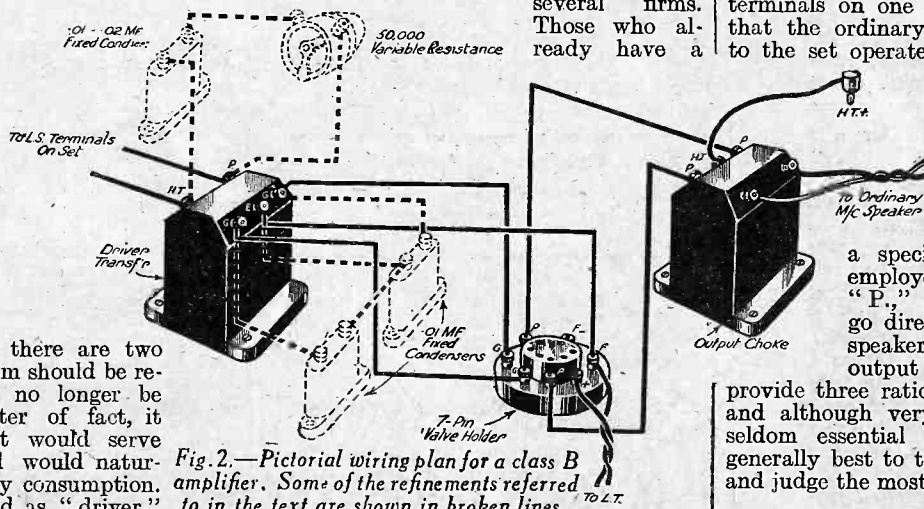 several firms.
Those who al-
ready have a
terminals on one
that the ordinary
to the set operate
.01 - .02 MF
Fixed Conder.
50,000
Variable Resistance
To L.S. Terminals
On Set
P
HT
G
EL
G
Driver
Transf'r
.01 MF
Fixed
Condensers
G
P
F
F
G
P
7-Pin
Valve Holder
To L.T.
HT.+
HT
P
P
To Ordinary
M/c Speaker
Output Choke
a speci
employe
"P.,"
go dire
speaker
output
provide three ratio
and although very
seldom essential
generally best to t
and judge the most
there are two
m should be re-
no longer be
ter of fact, it
t would serve
l would natur-
y consumption.
d as "driver"
Fig. 2.—Pictorial wiring plan for a class B
amplifier. Some of the refinements referred
to in the text are shown in broken lines